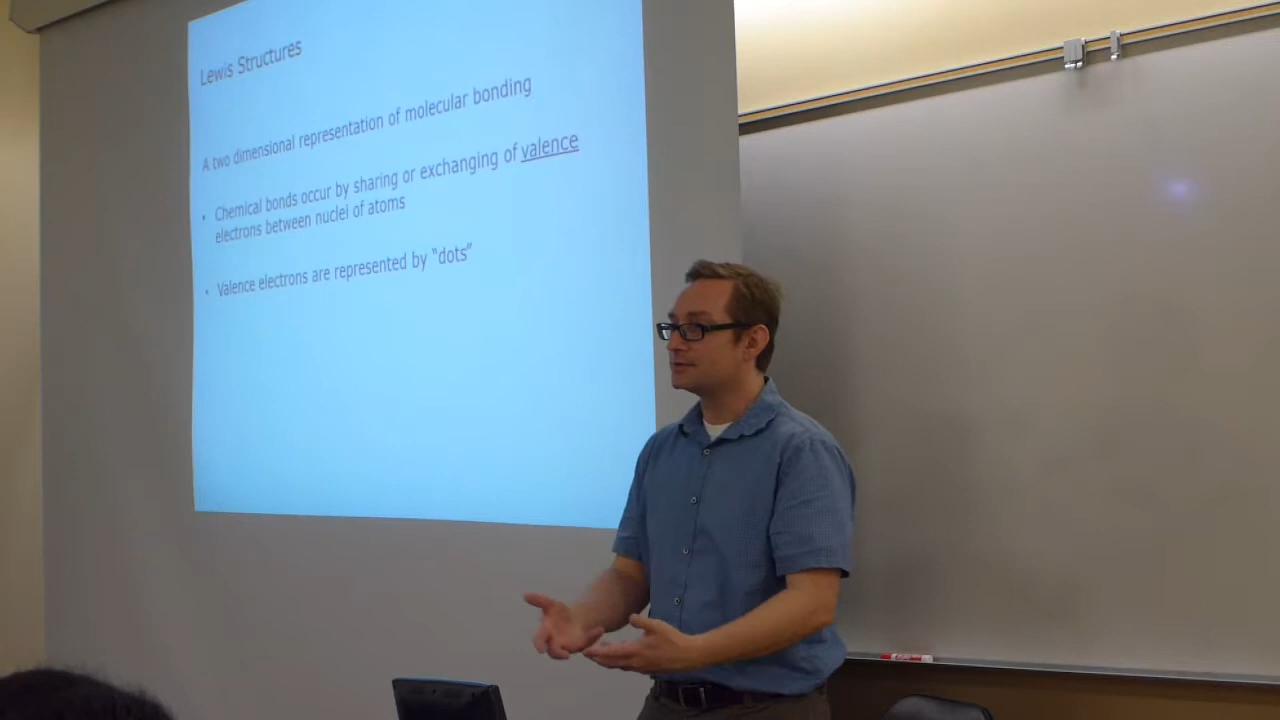 Lewis Structures
A two dimensional representation of molecular bonding
• Chemical bonds occur by sharing or exchanging of valence
electrons between nuclei of atoms
• Valence electrons are represented by “dots”